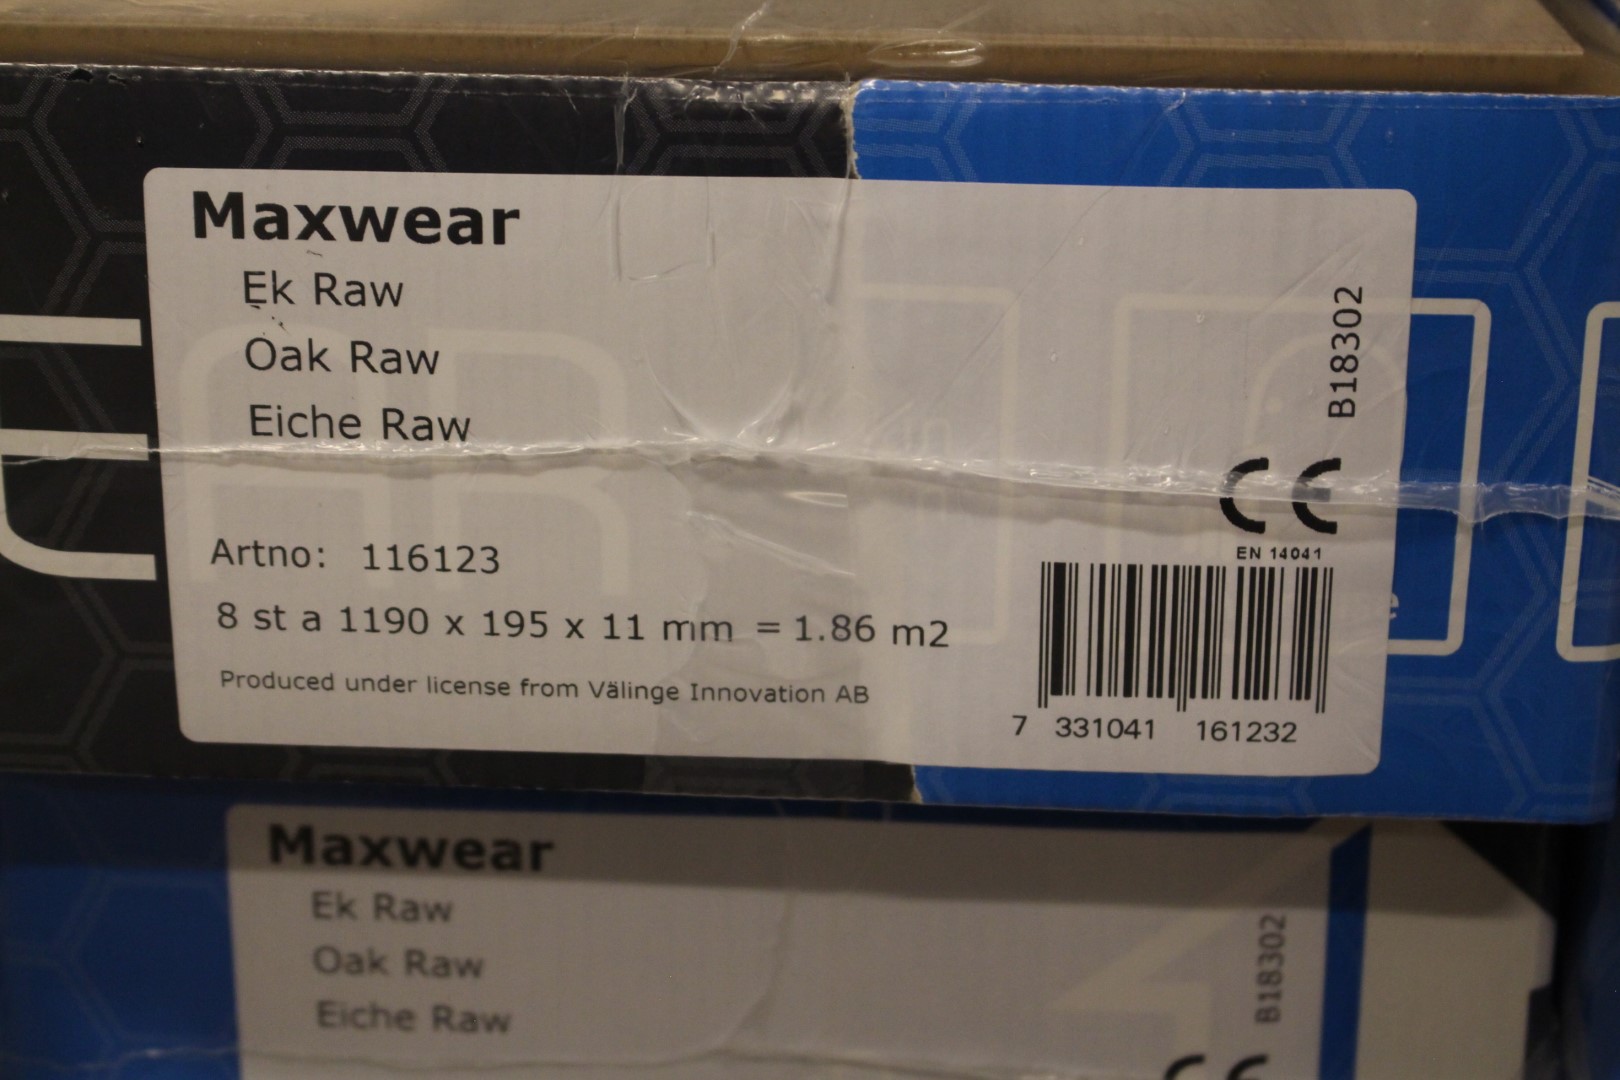 Maxwear
Ek Raw
Oak Raw
Eiche Raw
B18302
EN 14041
Artno: 116123
8 st a 1190 x 195 x 11 mm = 1.86 m2
Produced under license from Välinge Innovation AB
7 331041 161232
Maxwear
Ek Raw
Oak Raw
Eiche Raw
B18302